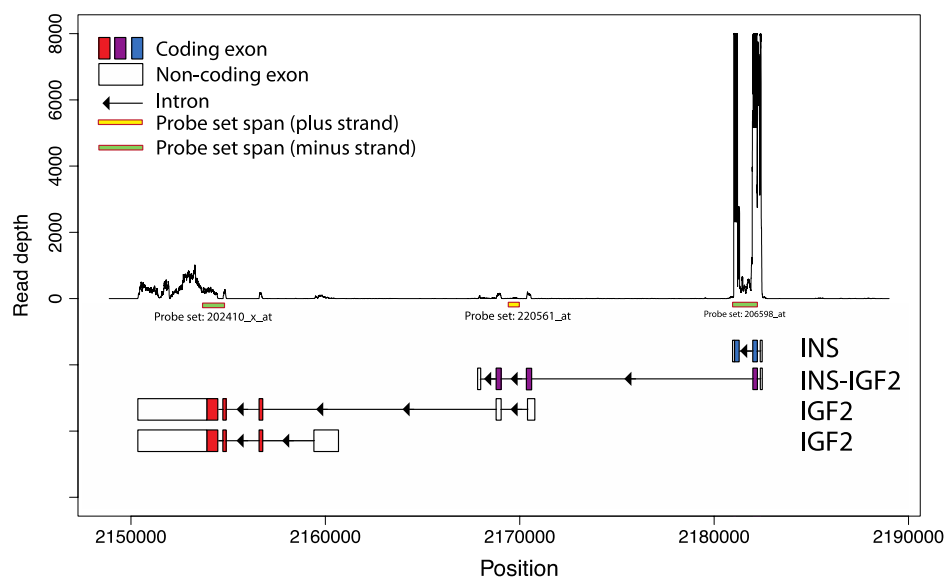 8000
6000
4000
2000
0
Read depth
Coding exon
Non-coding exon
Intron
Probe set span (plus strand)
Probe set span (minus strand)
Probe set: 202410_x_at
Probe set: 220561_at
Probe set: 206598_at
INS
INS-IGF2
IGF2
IGF2
2150000 2160000 2170000 2180000 2190000
Position